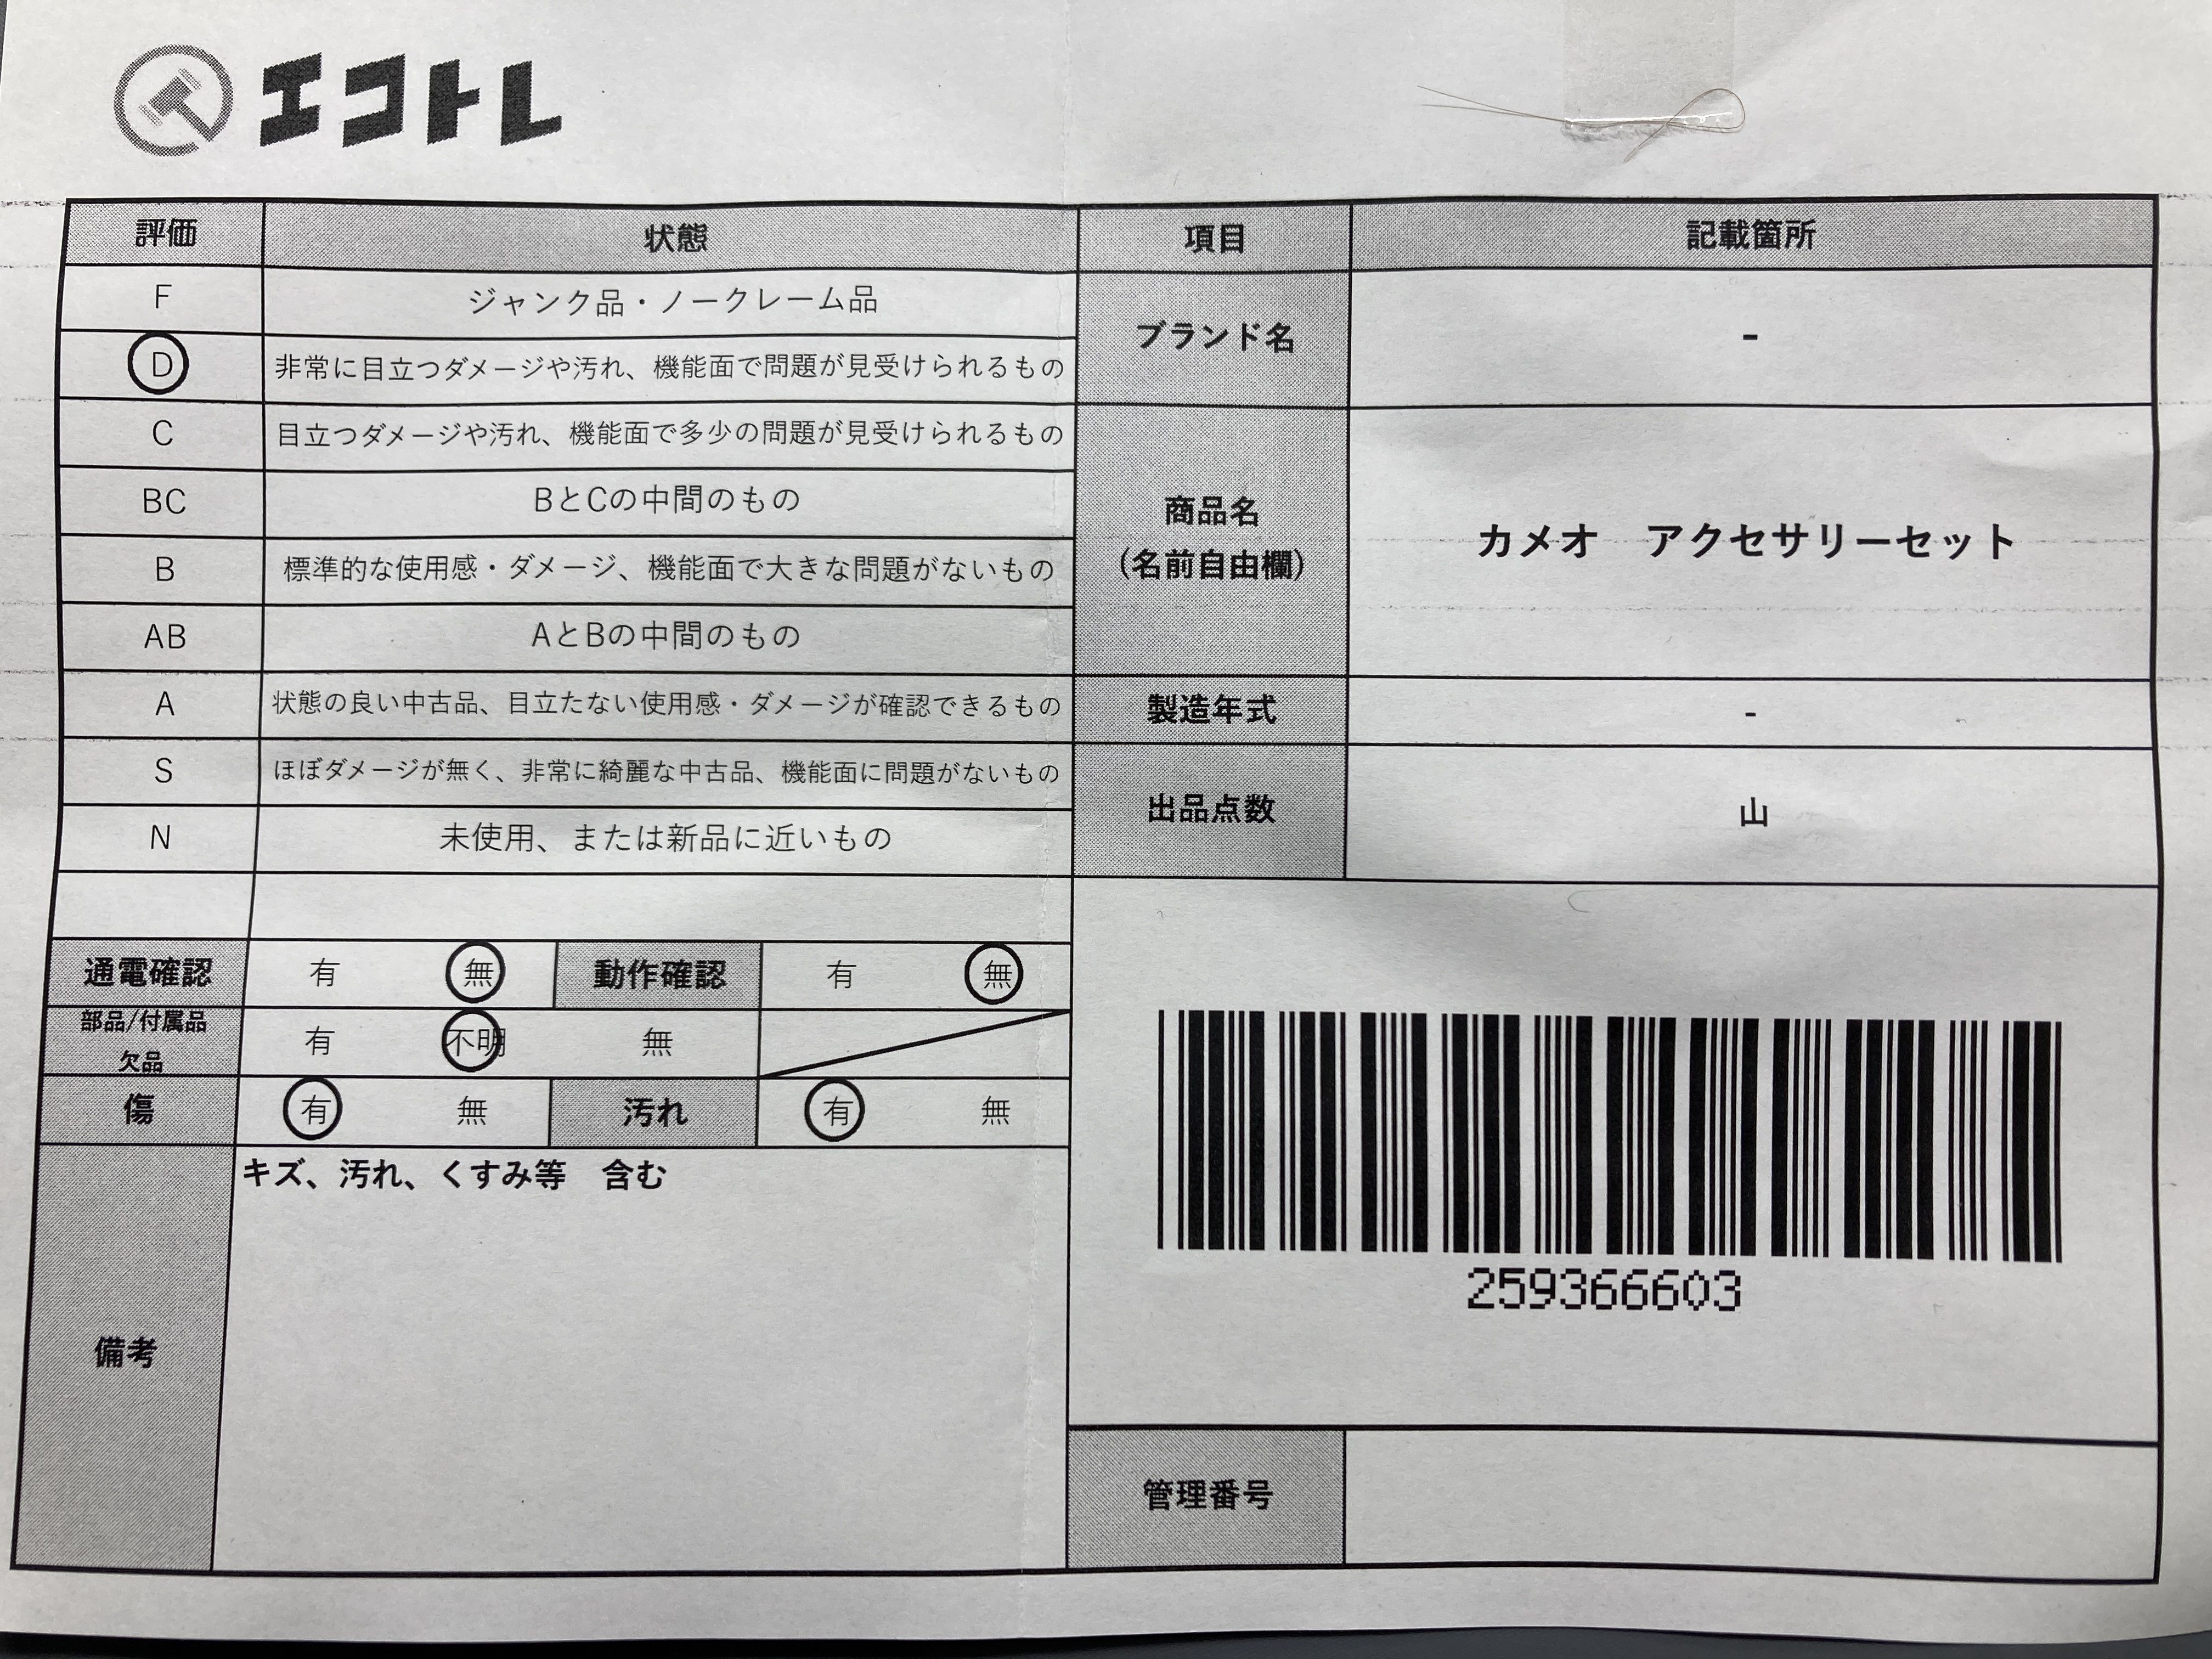 エコトレ
評価 状態
F ジャンク品・ノークレーム品
D 非常に目立つダメージや汚れ、機能面で問題が見受けられるもの
C 目立つダメージや汚れ、機能面で多少の問題が見受けられるもの
BC BとCの中間のもの
B 標準的な使用感・ダメージ、機能面で大きな問題がないもの
AB AとBの中間のもの
A 状態の良い中古品、目立たない使用感・ダメージが確認できるもの
S ほぼダメージが無く、非常に綺麗な中古品、機能面に問題がないもの
N 未使用、または新品に近いもの
通電確認 有 無 動作確認 有 無
部品/付属品
欠品 有 不明 無
傷 有 無 汚れ 有 無
備考 キズ、汚れ、くすみ等　含む
項目 記載箇所
ブランド名 -
商品名
(名前自由欄) カメオ　アクセサリーセット
製造年式 -
出品点数 山
259366603
管理番号